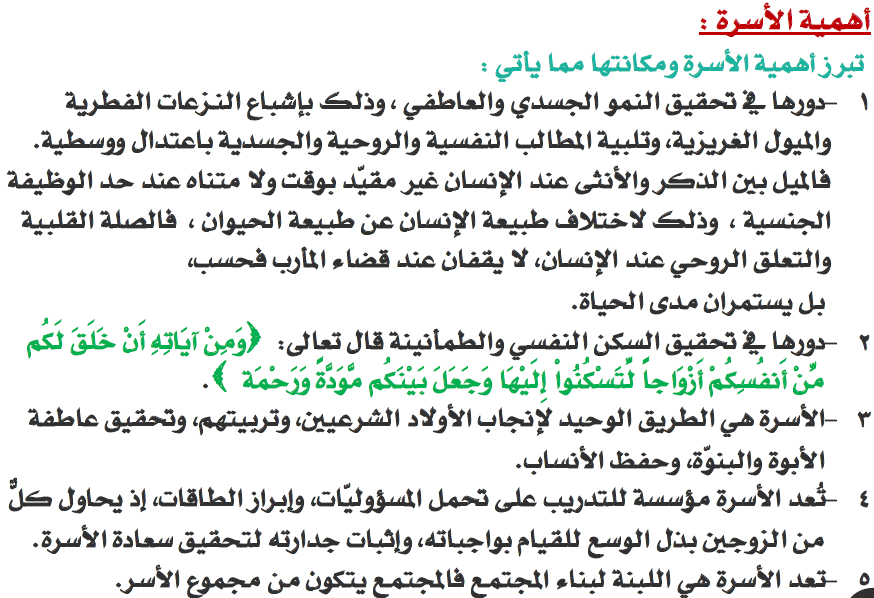 أهمية الأسرة :
تبرز أهمية الأسرة ومكانتها مما يأتي :
١ –دورها في تحقيق النمو الجسدي والعاطفي ، وذلك بإشباع النزعات الفطرية
والميول الغريزية، وتلبية المطالب النفسية والروحية والجسدية باعتدال ووسطية.
فالميل بين الذكر والأنثى عند الإنسان غير مقيّد بوقت ولا متناه عند حد الوظيفة
الجنسية ، وذلك لاختلاف طبيعة الإنسان عن طبيعة الحيوان ، فالصلة القلبية
والتعلق الروحي عند الإنسان، لا يقفان عند قضاء المأرب فحسب،
بل يستمران مدى الحياة.
٢ –دورها في تحقيق السكن النفسي والطمأنينة قال تعالى: ﴿وَمِنْ آيَاتِهِ أَنْ خَلَقَ لَكُم
مِّنْ أَنفُسِكُمْ أَزْوَاجاً لِّتَسْكُنُواْ إِلَيْهَا وَجَعَلَ بَيْنَكُم مَّوَدَّةً وَرَحْمَة ﴾.
٣ –الأسرة هي الطريق الوحيد لإنجاب الأولاد الشرعيين، وتربيتهم، وتحقيق عاطفة
الأبوة والبنوّة، وحفظ الأنساب.
٤ –تُعد الأسرة مؤسسة للتدريب على تحمل المسؤوليّات، وإبراز الطاقات، إذ يحاول كلٌّ
من الزوجين بذل الوسع للقيام بواجباته، وإثبات جدارته لتحقيق سعادة الأسرة.
٥ –تعد الأسرة هي اللبنة لبناء المجتمع فالمجتمع يتكون من مجموع الأسر.